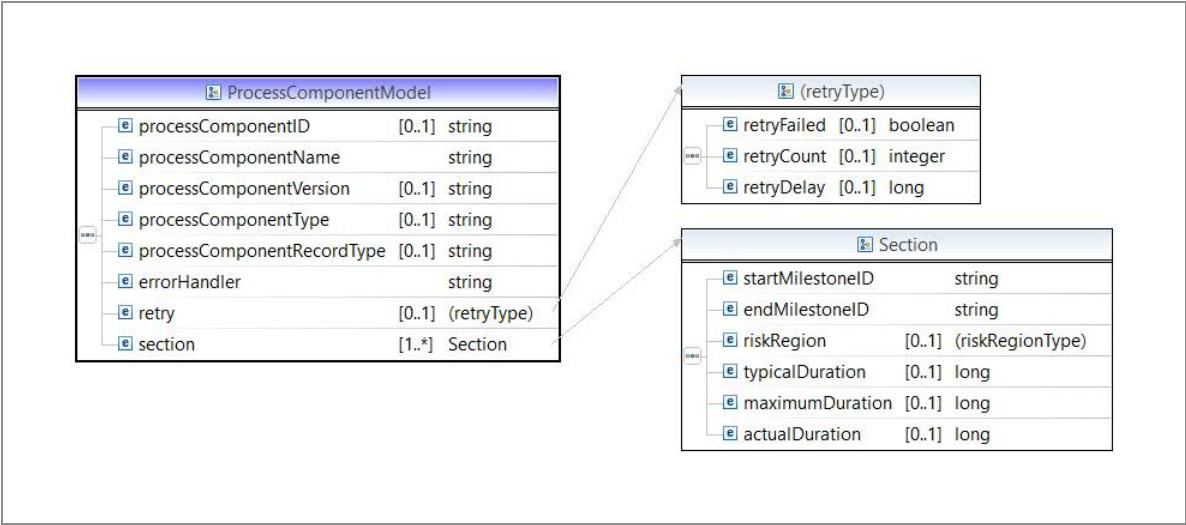 ProcessComponentModel
e processComponentID [0..1] string
e processComponentName string
e processComponentVersion [0..1] string
e processComponentType [0..1] string
e processComponentRecordType [0..1] string
e errorHandler string
e retry [0..1] (retryType)
e section [1..*] Section
(retryType)
e retryFailed [0..1] boolean
e retryCount [0..1] integer
e retryDelay [0..1] long
Section
e startMilestoneID string
e endMilestoneID string
e riskRegion [0..1] (riskRegionType)
e typicalDuration [0..1] long
e maximumDuration [0..1] long
e actualDuration [0..1] long